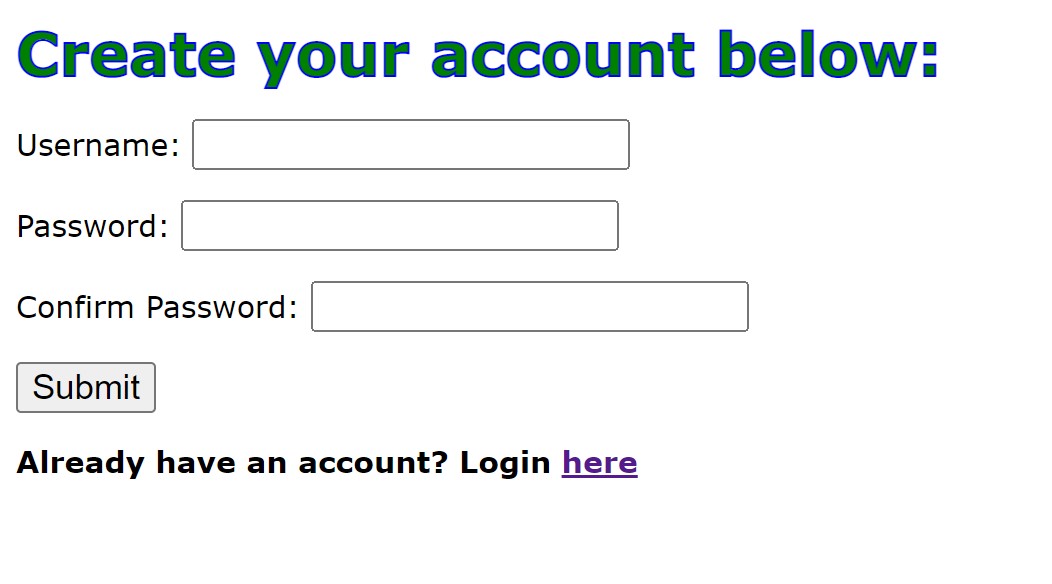 Create your account below:
Username:
Password:
Confirm Password:
Submit
Already have an account? Login here